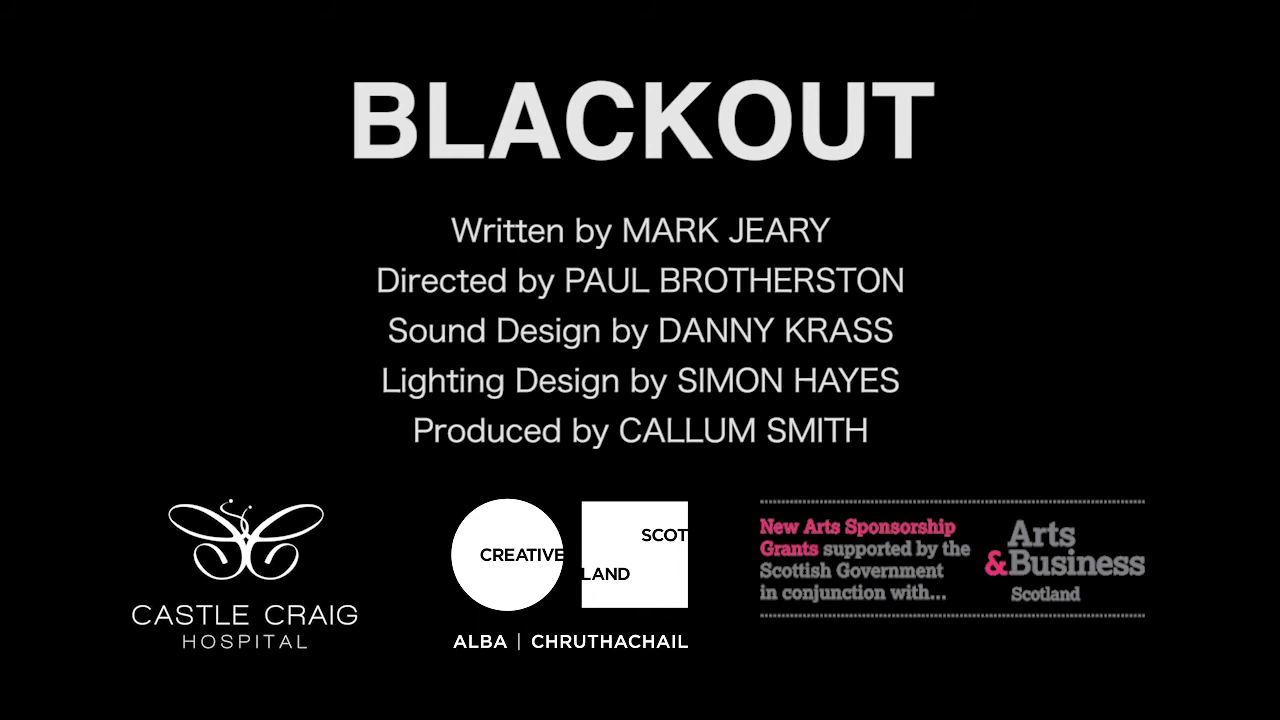 BLACKOUT
Written by MARK JEARY
Directed by PAUL BROTHERSTON
Sound Design by DANNY KRASS
Lighting Design by SIMON HAYES
Produced by CALLUM SMITH
CASTLE CRAIG
HOSPITAL
CREATIVE
SCOT
LAND
ALBA | CHRUTHACHAIL
New Arts Sponsorship
Grants supported by the
Scottish Government
in conjunction with...
Arts
&Business
Scotland